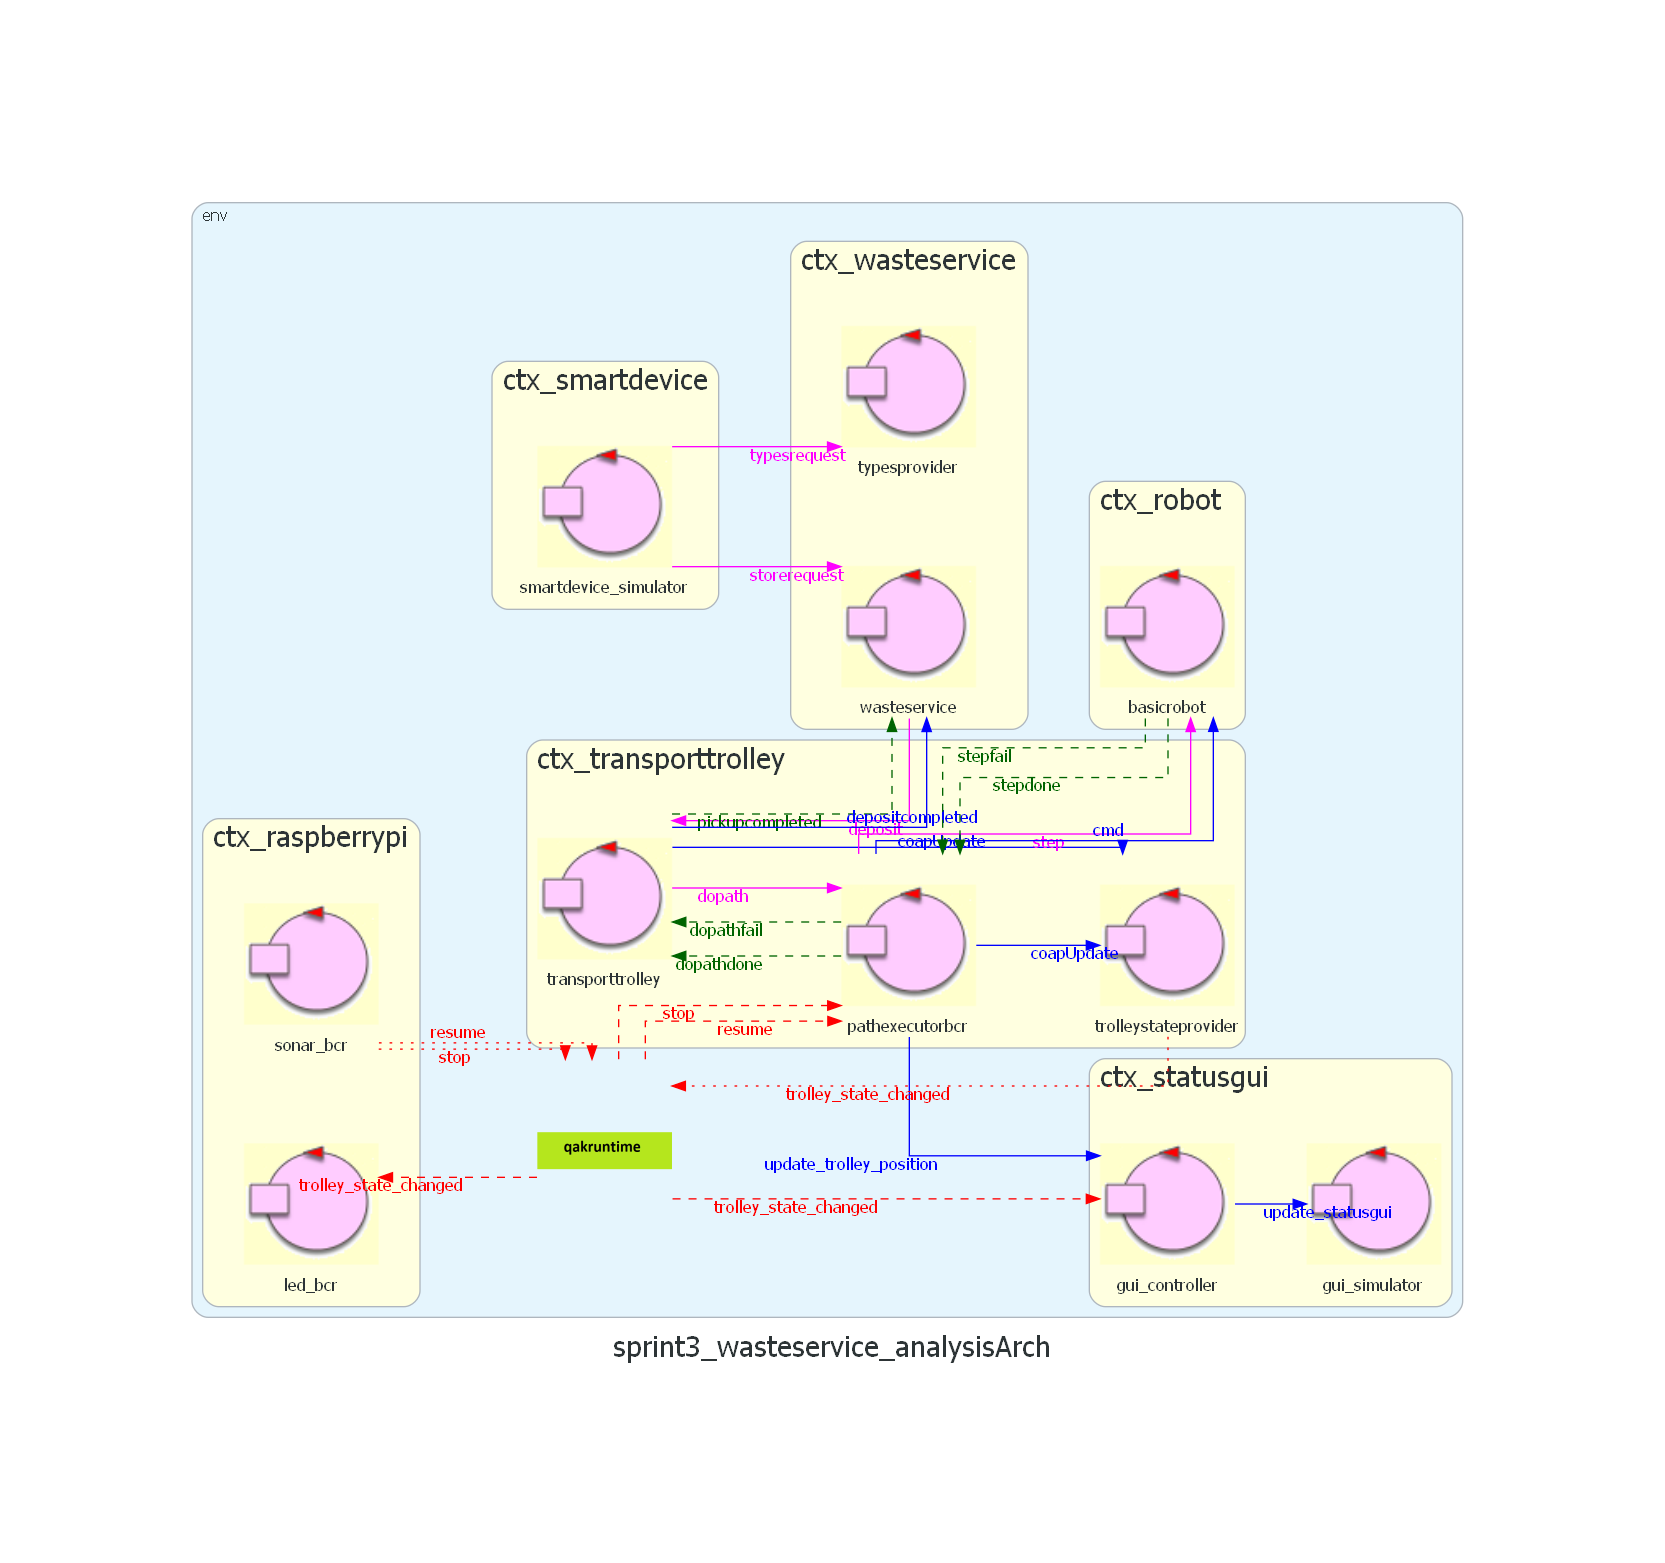 env
ctx_wasteservice
ctx_smartdevice
typesrequest
typesprovider
ctx_robot
storerequest
smartdevice_simulator
wasteservice
basicrobot
ctx_transporttrolley
stepfail
stepdone
depositcompleted
pickupcompleted
deposit
cmd
coapUpdate
step
ctx_raspberrypi
dopath
dopathfail
dopathdone
coapUpdate
transporttrolley
stop
resume
pathexecutorbcr
trolleystateprovider
resume
sonar_bcr
stop
ctx_statusgui
trolley_state_changed
qakruntime
update_trolley_position
trolley_state_changed
trolley_state_changed
update_statusgui
led_bcr
gui_controller
gui_simulator
sprint3_wasteservice_analysisArch